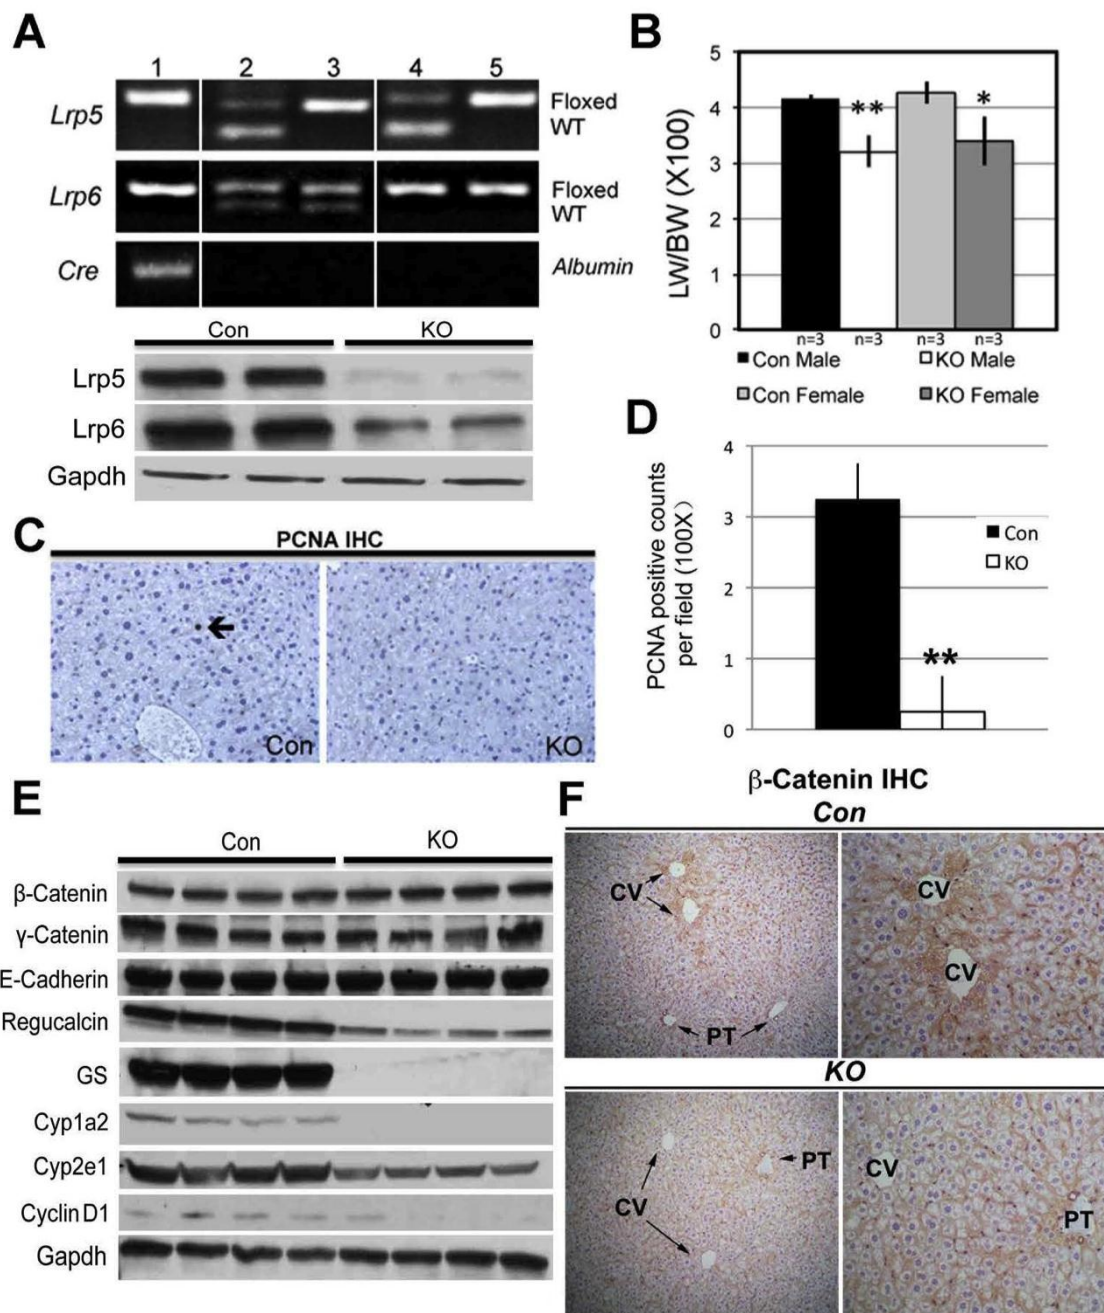 A
1 2 3 4 5
Lrp5
Floxed
WT
Lrp6
Floxed
WT
Cre
Albumin
Con KO
Lrp5
Lrp6
Gapdh
B
LW/BW (X100)
5
4
3
2
1
0
** *
n=3 n=3 n=3 n=3
Con Male KO Male
Con Female KO Female
C
PCNA IHC
Con KO
D
PCNA positive counts
per field (100X)
4
3
2
1
0
**
Con
KO
E
Con KO
β-Catenin
γ-Catenin
E-Cadherin
Regucalcin
GS
Cyp1a2
Cyp2e1
Cyclin D1
Gapdh
F
β-Catenin IHC
Con
CV
PT
CV
CV
KO
PT
CV
CV
PT